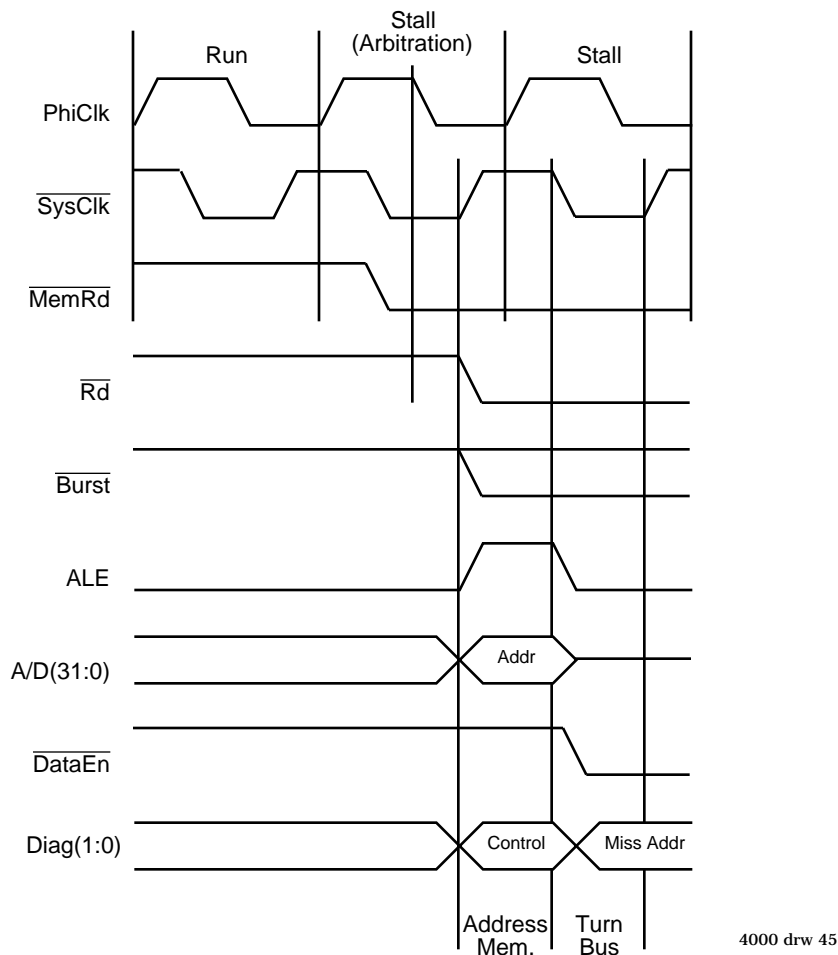 Stall
(Arbitration)
Run
Stall
PhiClk
SysClk
MemRd
Rd
Burst
ALE
A/D(31:0)
Addr
DataEn
Diag(1:0)
Control
Miss Addr
Address
Mem.
Turn
Bus
4000 drw 45